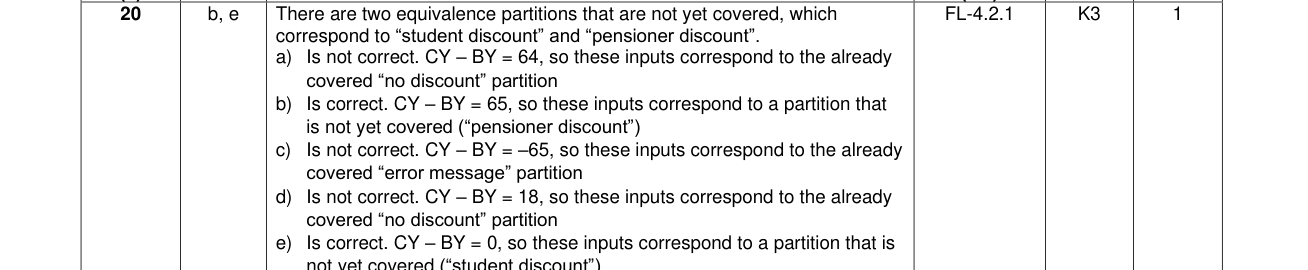 20 b, e There are two equivalence partitions that are not yet covered, which FL-4.2.1 K3 1
correspond to “student discount” and “pensioner discount”.
a) Is not correct. CY – BY = 64, so these inputs correspond to the already
covered “no discount” partition
b) Is correct. CY – BY = 65, so these inputs correspond to a partition that
is not yet covered (“pensioner discount”)
c) Is not correct. CY – BY = –65, so these inputs correspond to the already
covered “error message” partition
d) Is not correct. CY – BY = 18, so these inputs correspond to the already
covered “no discount” partition
e) Is correct. CY – BY = 0, so these inputs correspond to a partition that is
not yet covered (“student discount”)